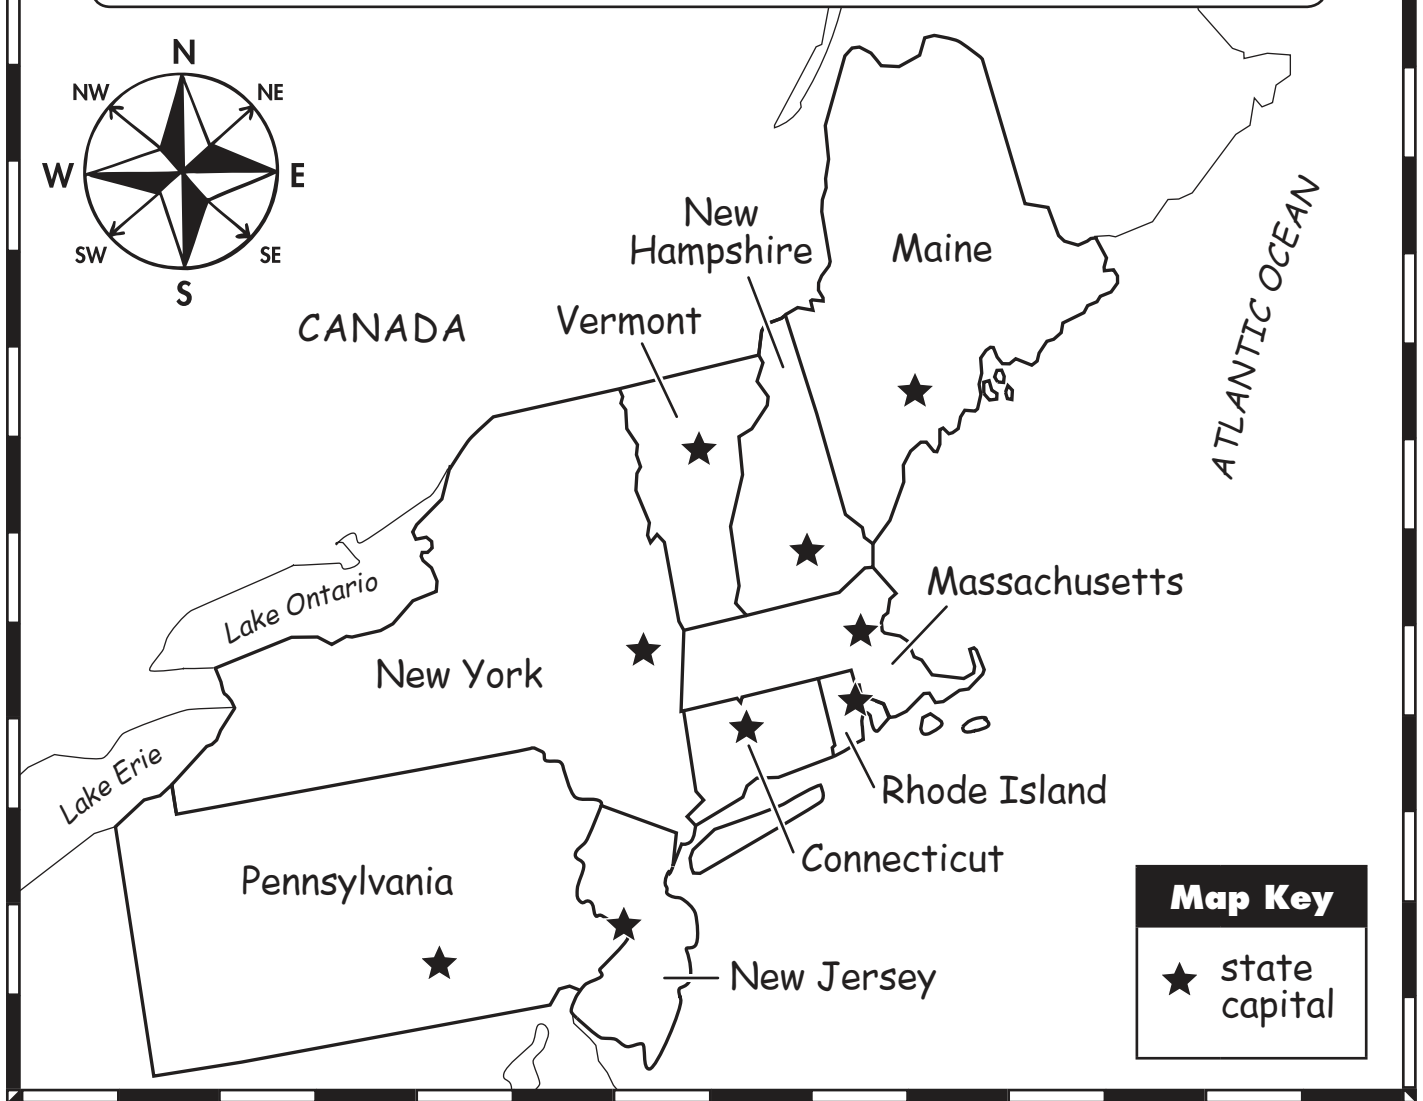 N
NW
NE
W
E
SW
SE
S
New
Hampshire
Maine
ATLANTIC OCEAN
CANADA
Vermont
Massachusetts
Lake Ontario
New York
Lake Erie
Rhode Island
Connecticut
Pennsylvania
New Jersey
Map Key
state
capital